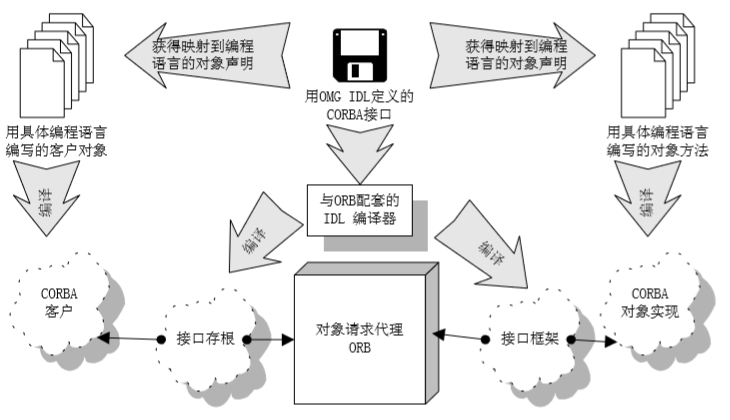 获得映射到编程
语言的对象声明
获得映射到编程
语言的对象声明
用OMG IDL定义的
CORBA接口
用具体编程语言
编写的客户对象
用具体编程语言
编写的对象方法
编译
与ORB配套的
IDL 编译器
编译
编译
编译
CORBA
客户
接口存根
对象请求代理
ORB
接口框架
CORBA
对象实现